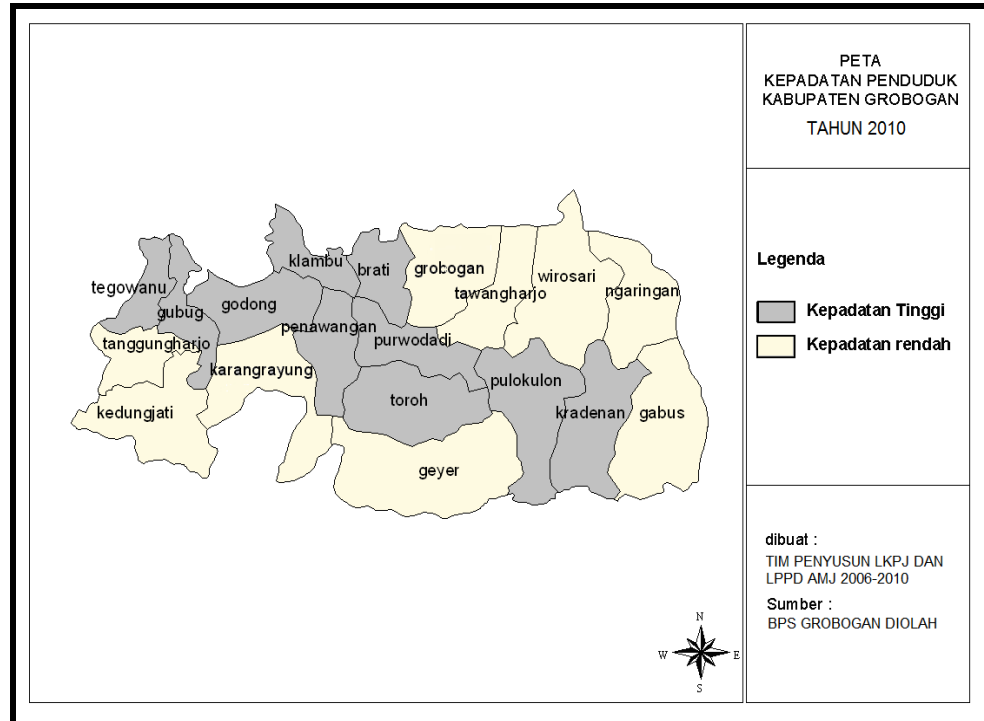 PETA
KEPADATAN PENDUDUK
KABUPATEN GROBOGAN
TAHUN 2010
klambu
brati
grobogan
wirosari
tegowanu
godong
tawangharjo
ngaringan
gubug
penawangan
purwodadi
tanggungharjo
karangrayung
pulokulon
toroh
kedungjati
kradenan
gabus
geyer
Legenda
Kepadatan Tinggi
Kepadatan rendah
dibuat :
TIM PENYUSUN LKPJ DAN
LPPD AMJ 2006-2010
Sumber :
BPS GROBOGAN DIOLAH
N
W
E
S